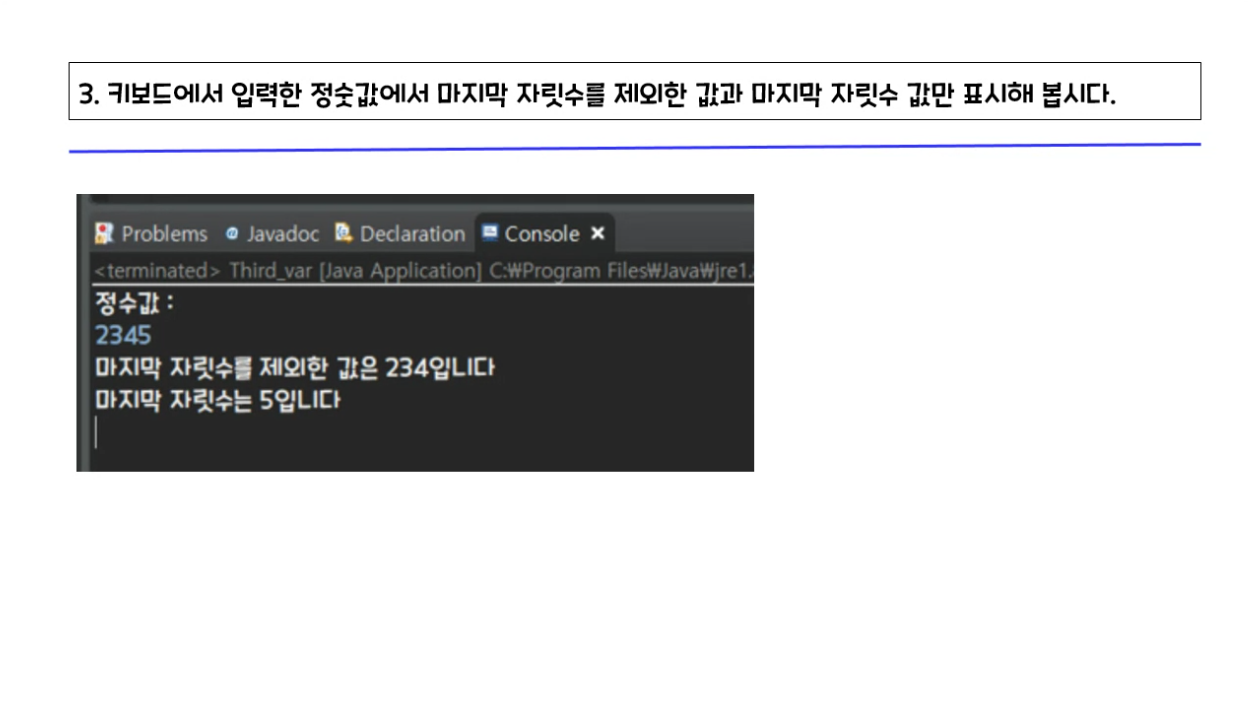 3. 키보드에서 입력한 정숫값에서 마지막 자릿수를 제외한 값과 마지막 자릿수 값만 표시해 봅시다.
Problems @ Javadoc Declaration Console
<terminated> Third_var [Java Application] C:₩Program Files₩Java₩jre1.
정수값 :
2345
마지막 자릿수를 제외한 값은 234입니다
마지막 자릿수는 5입니다